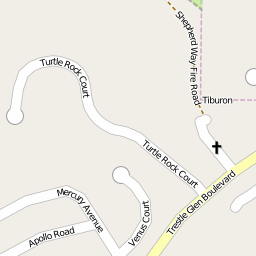 Shepherd Way Fire Road
Turtle Rock Court
Tiburon
Turtle Rock Court
Mercury Avenue
Trestle Glen Boulevard
Venus Court
Apollo Road